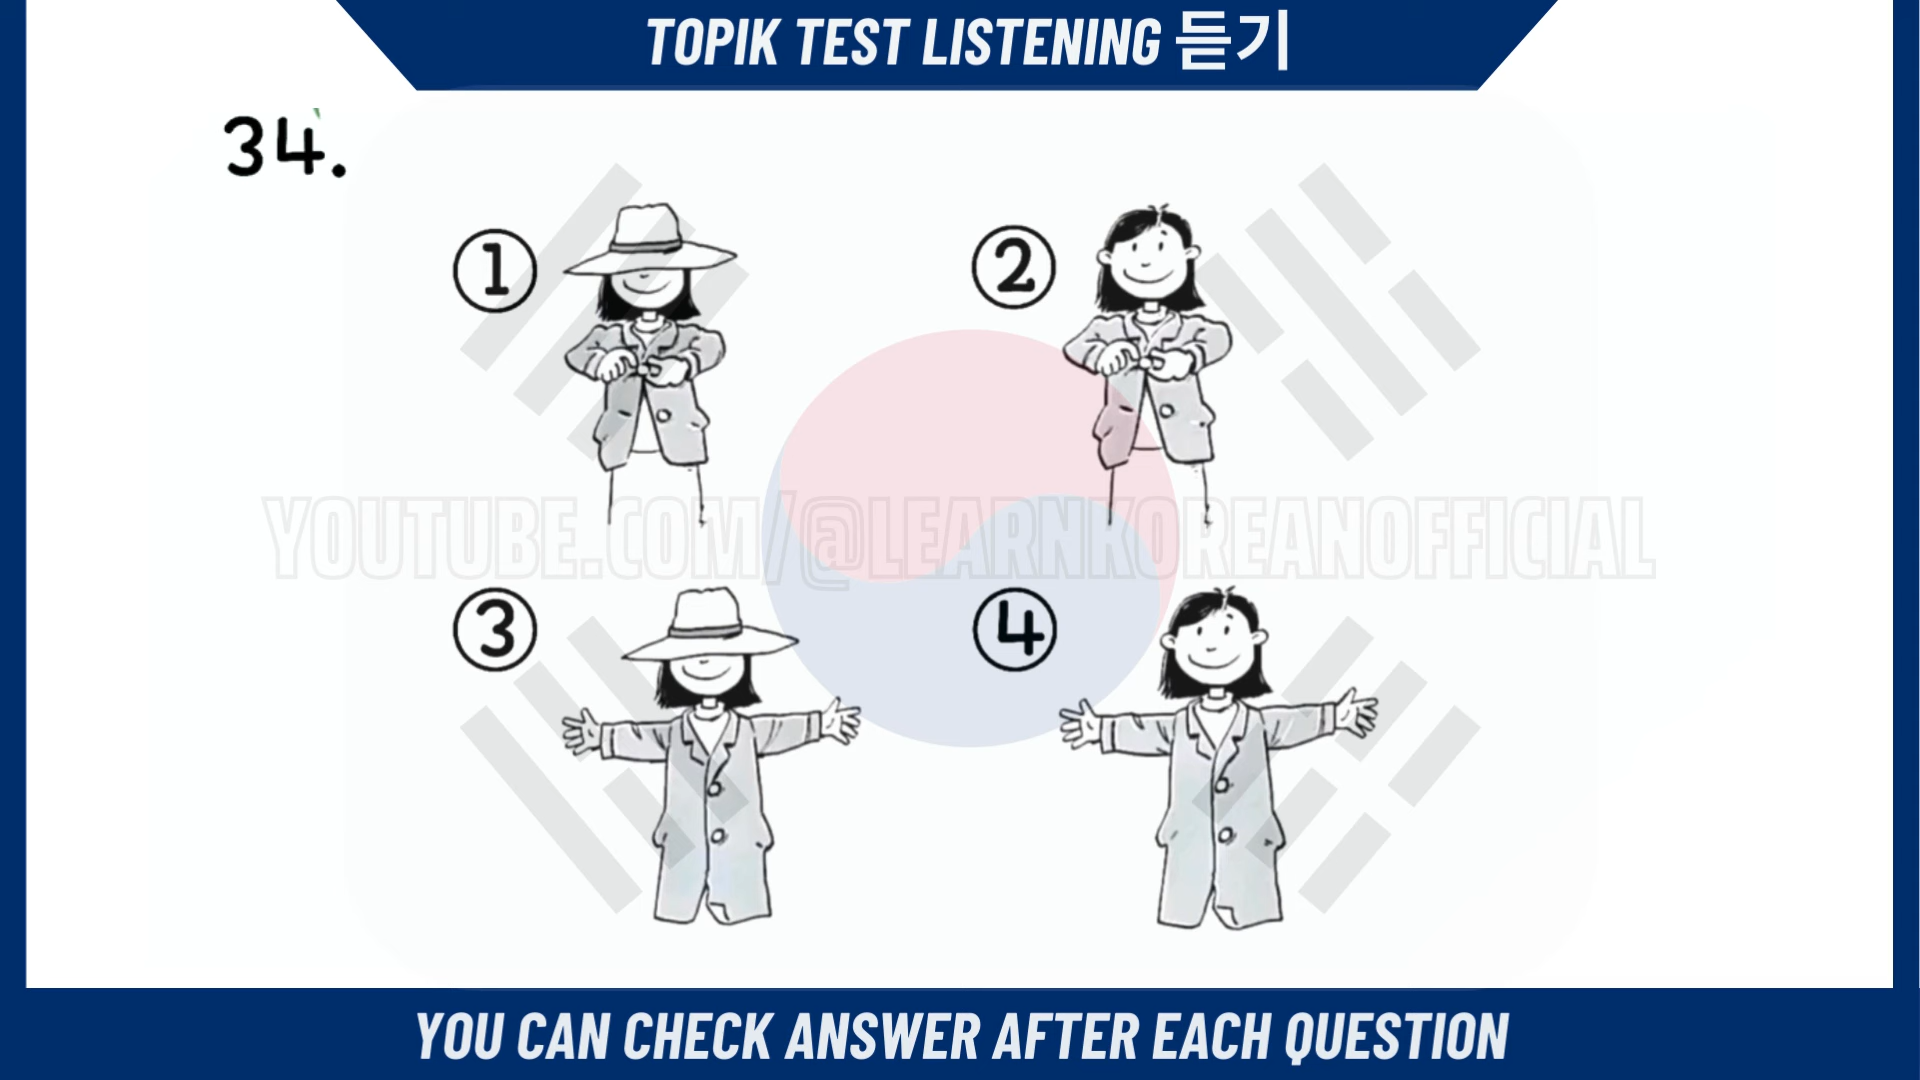 TOPIK TEST LISTENING 듣기
34.
①
②
YOUTUBE.COM/@LEARNKOREANOFFICIAL
③
④
YOU CAN CHECK ANSWER AFTER EACH QUESTION